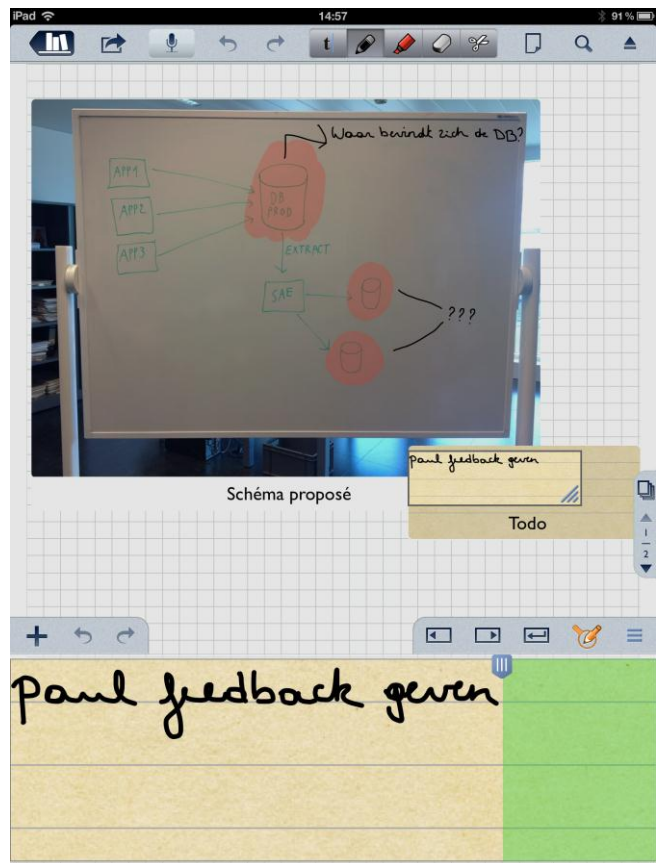 iPad 14:57 91 %
t
Waar bevindt zich de DB?
APP1
APP2
APP3
DB
PROD
EXTRACT
SAE
???
Schéma proposé
paul feedback geven
Todo
1
2
paul feedback geven